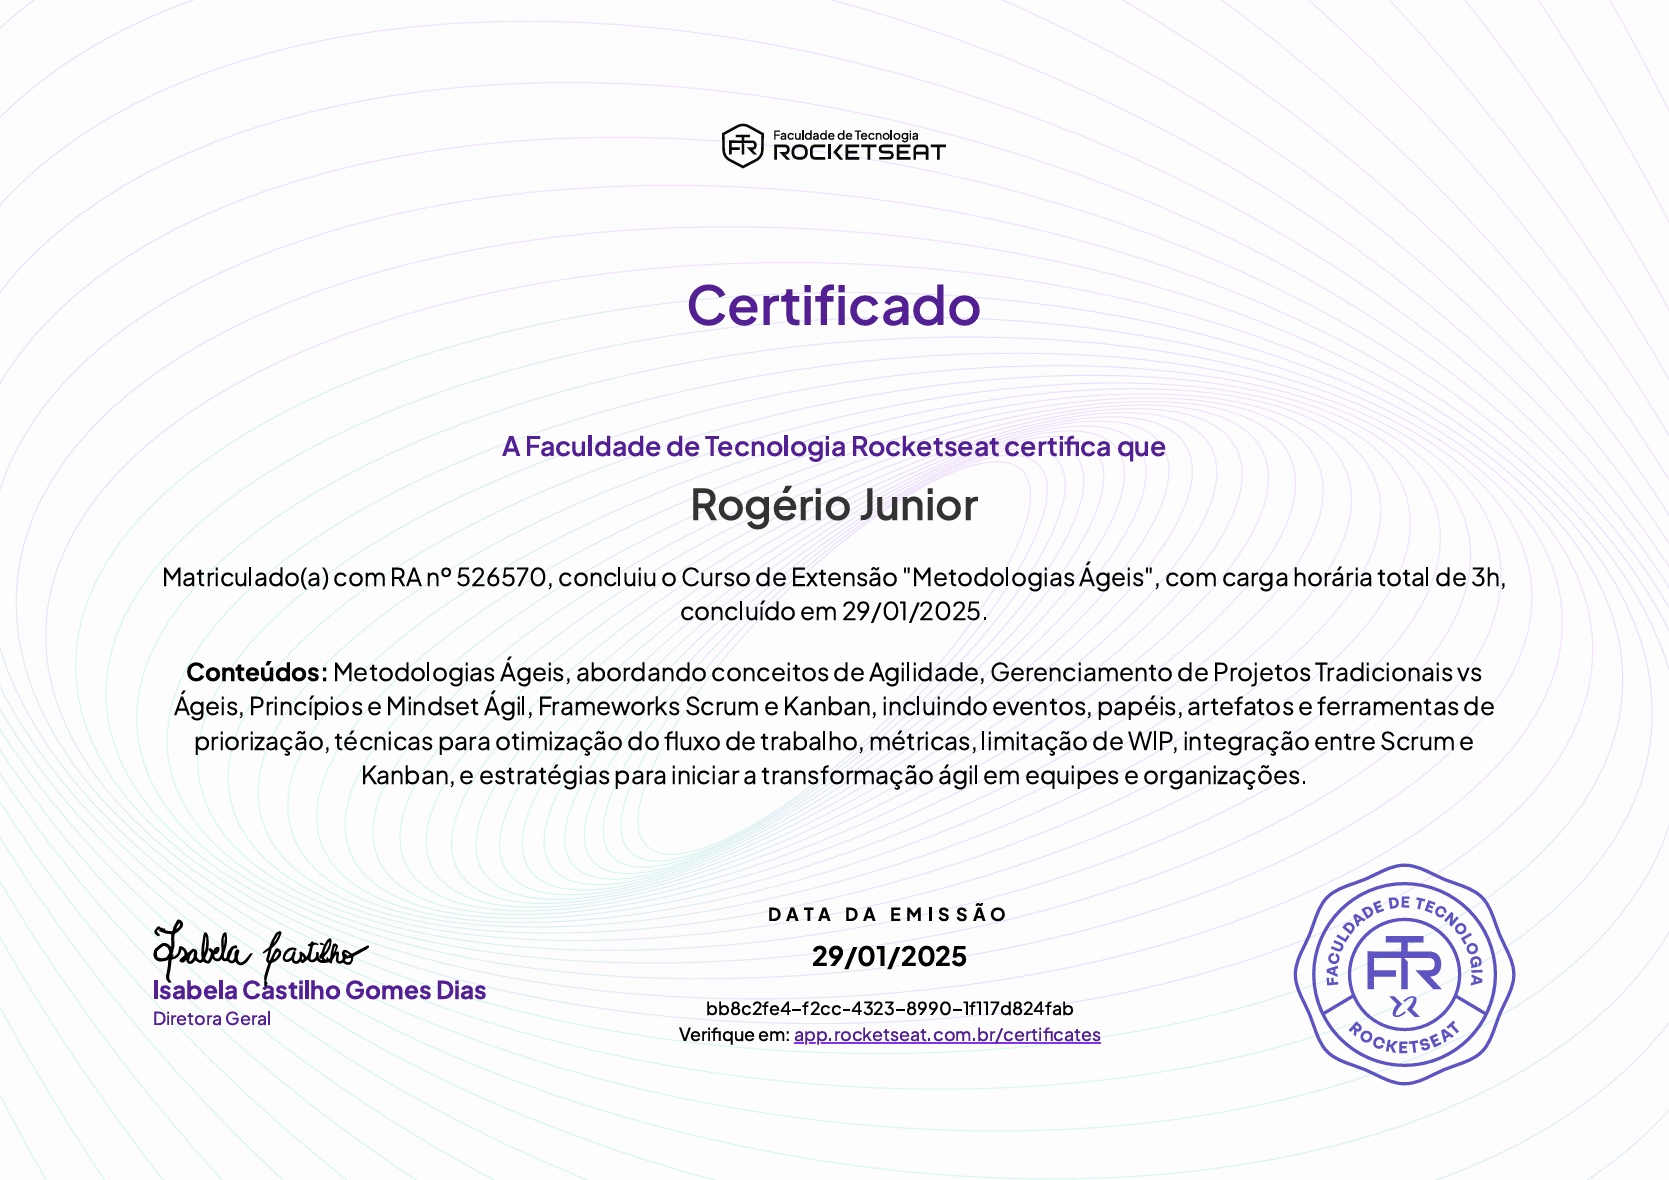 Faculdade de Tecnologia
ROCKETSEAT
Certificado
A Faculdade de Tecnologia Rocketseat certifica que
Rogério Junior
Matriculado(a) com RA nº 526570, concluiu o Curso de Extensão "Metodologias Ágeis", com carga horária total de 3h,
concluído em 29/01/2025.
Conteúdos: Metodologias Ágeis, abordando conceitos de Agilidade, Gerenciamento de Projetos Tradicionais vs
Ágeis, Princípios e Mindset Ágil, Frameworks Scrum e Kanban, incluindo eventos, papéis, artefatos e ferramentas de
priorização, técnicas para otimização do fluxo de trabalho, métricas, limitação de WIP, integração entre Scrum e
Kanban, e estratégias para iniciar a transformação ágil em equipes e organizações.
Isabela Castilho
Isabela Castilho Gomes Dias
Diretora Geral
DATA DA EMISSÃO
29/01/2025
bb8c2fe4-f2cc-4323-8990-1f117d824fab
Verifique em: app.rocketseat.com.br/certificates
FACULDADE DE TECNOLOGIA
FTR
ROCKETSEAT